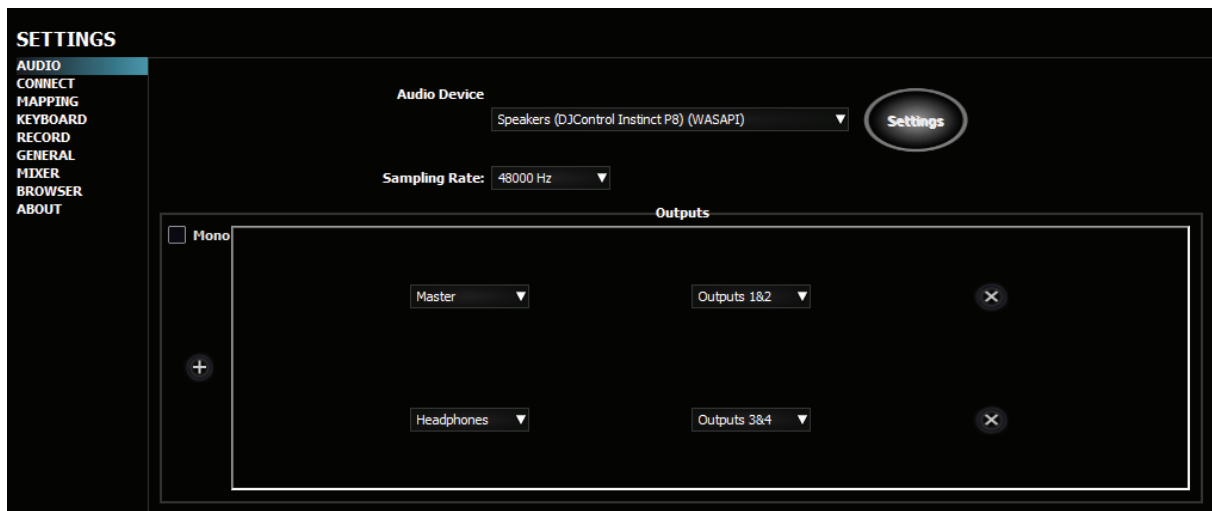 SETTINGS
AUDIO
CONNECT
MAPPING
KEYBOARD
RECORD
GENERAL
MIXER
BROWSER
ABOUT
Audio Device
Speakers (DJControl Instinct P8) (WASAPI)
Settings
Sampling Rate: 48000 Hz
Outputs
Mono
Master Outputs 1&2
Headphones Outputs 3&4